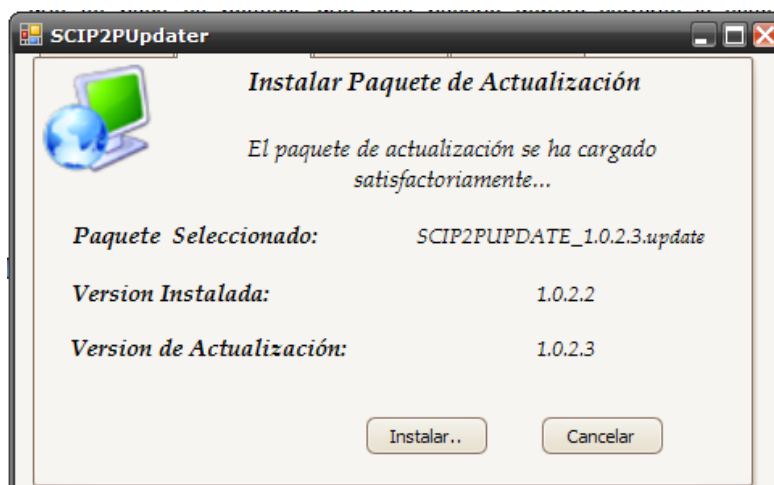 SCIP2PUpdater
Instalar Paquete de Actualización
El paquete de actualización se ha cargado
satisfactoriamente...
Paquete Seleccionado: SCIP2PUPDATE_1.0.2.3.update
Version Instalada: 1.0.2.2
Version de Actualización: 1.0.2.3
Instalar.. Cancelar